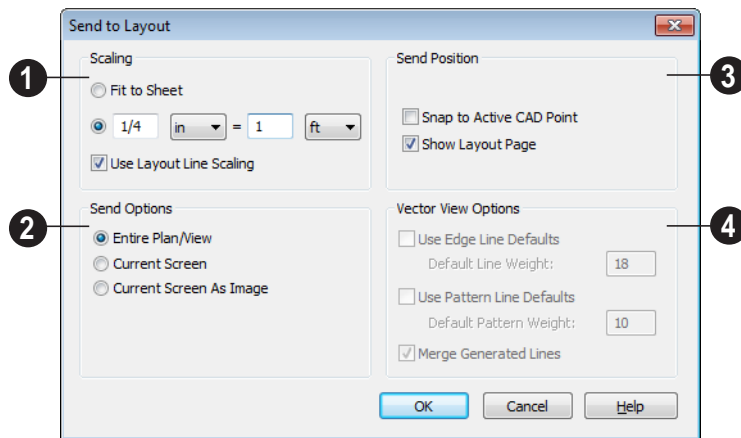 Send to Layout
Scaling
1
Fit to Sheet
1/4 in = 1 ft
Use Layout Line Scaling
Send Position
3
Snap to Active CAD Point
Show Layout Page
Send Options
2
Entire Plan/View
Current Screen
Current Screen As Image
Vector View Options
4
Use Edge Line Defaults
Default Line Weight: 18
Use Pattern Line Defaults
Default Pattern Weight: 10
Merge Generated Lines
OK Cancel Help